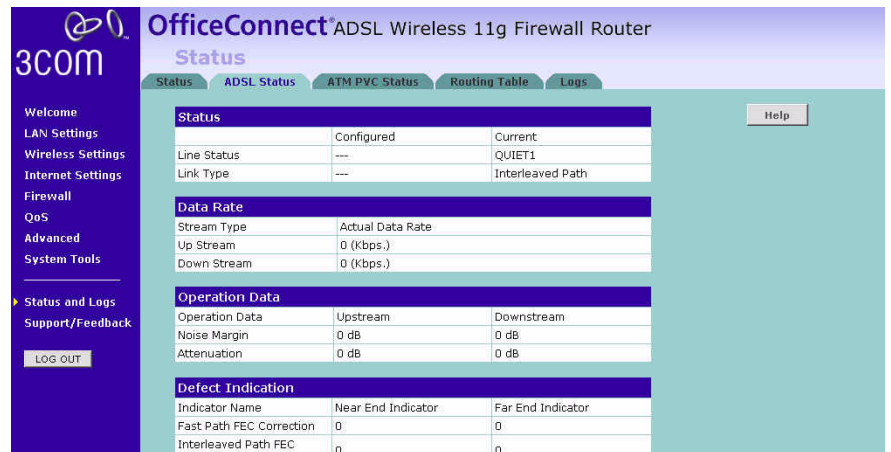 3COM
OfficeConnect® ADSL Wireless 11g Firewall Router
Status
Status ADSL Status ATM PVC Status Routing Table Logs
Welcome
LAN Settings
Wireless Settings
Internet Settings
Firewall
QoS
Advanced
System Tools
Status and Logs
Support/Feedback
LOG OUT
Help
Status
Configured Current
Line Status --- QUIET1
Link Type --- Interleaved Path
Data Rate
Stream Type Actual Data Rate
Up Stream 0 (Kbps.)
Down Stream 0 (Kbps.)
Operation Data
Operation Data Upstream Downstream
Noise Margin 0 dB 0 dB
Attenuation 0 dB 0 dB
Defect Indication
Indicator Name Near End Indicator Far End Indicator
Fast Path FEC Correction 0 0
Interleaved Path FEC 0 0